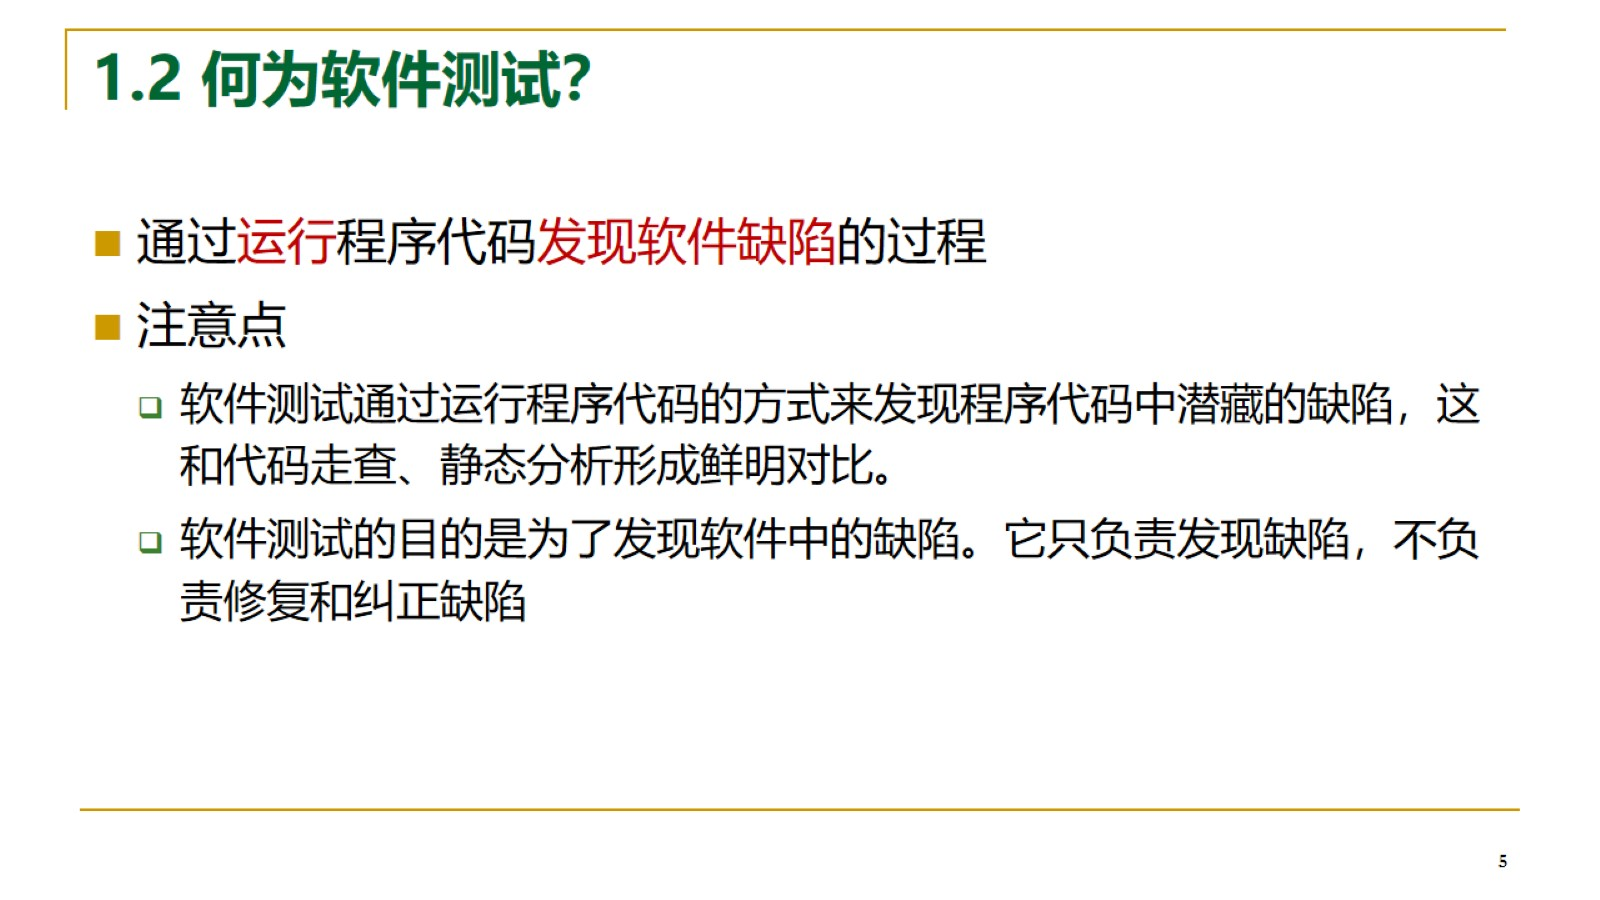 1.2 何为软件测试?
通过运行程序代码发现软件缺陷的过程
注意点
软件测试通过运行程序代码的方式来发现程序代码中潜藏的缺陷，这
和代码走查、静态分析形成鲜明对比。
软件测试的目的是为了发现软件中的缺陷。它只负责发现缺陷，不负
责修复和纠正缺陷
5